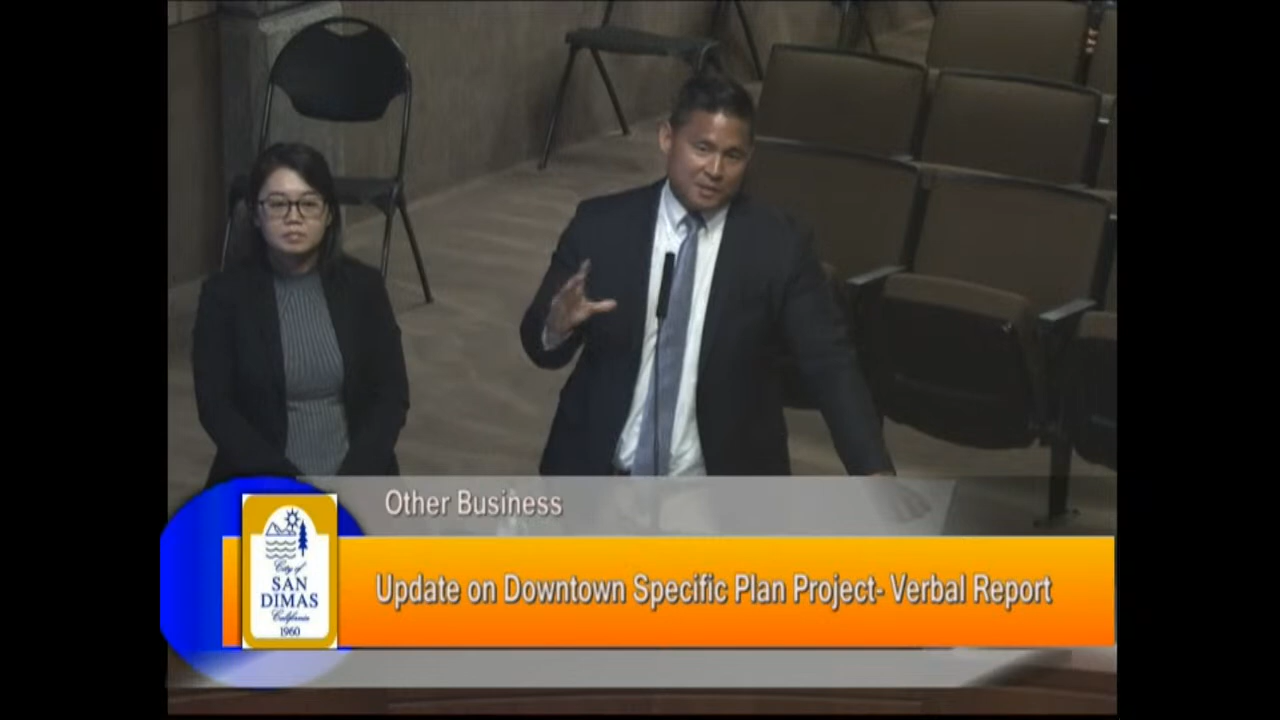 Other Business
Update on Downtown Specific Plan Project- Verbal Report
City of
SAN
DIMAS
California
1960